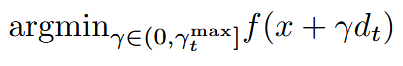 argmin_{γ∈(0,γ_t^{max}]} f(x + γd_t)